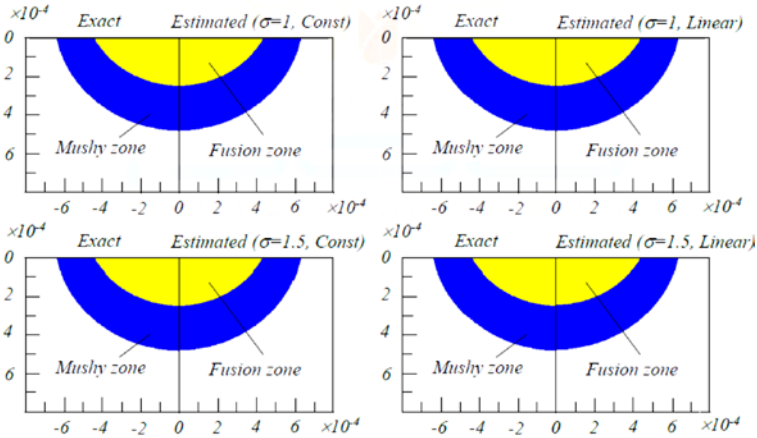 ×10⁻⁴ Exact Estimated (σ=1, Const)
0
2
4
6
Mushy zone Fusion zone
-6 -4 -2 0 2 4 6 ×10⁻⁴
×10⁻⁴ Exact Estimated (σ=1, Linear)
0
2
4
6
Mushy zone Fusion zone
-6 -4 -2 0 2 4 6 ×10⁻⁴
×10⁻⁴ Exact Estimated (σ=1.5, Const)
0
2
4
6
Mushy zone Fusion zone
-6 -4 -2 0 2 4 6 ×10⁻⁴
×10⁻⁴ Exact Estimated (σ=1.5, Linear)
0
2
4
6
Mushy zone Fusion zone
-6 -4 -2 0 2 4 6 ×10⁻⁴